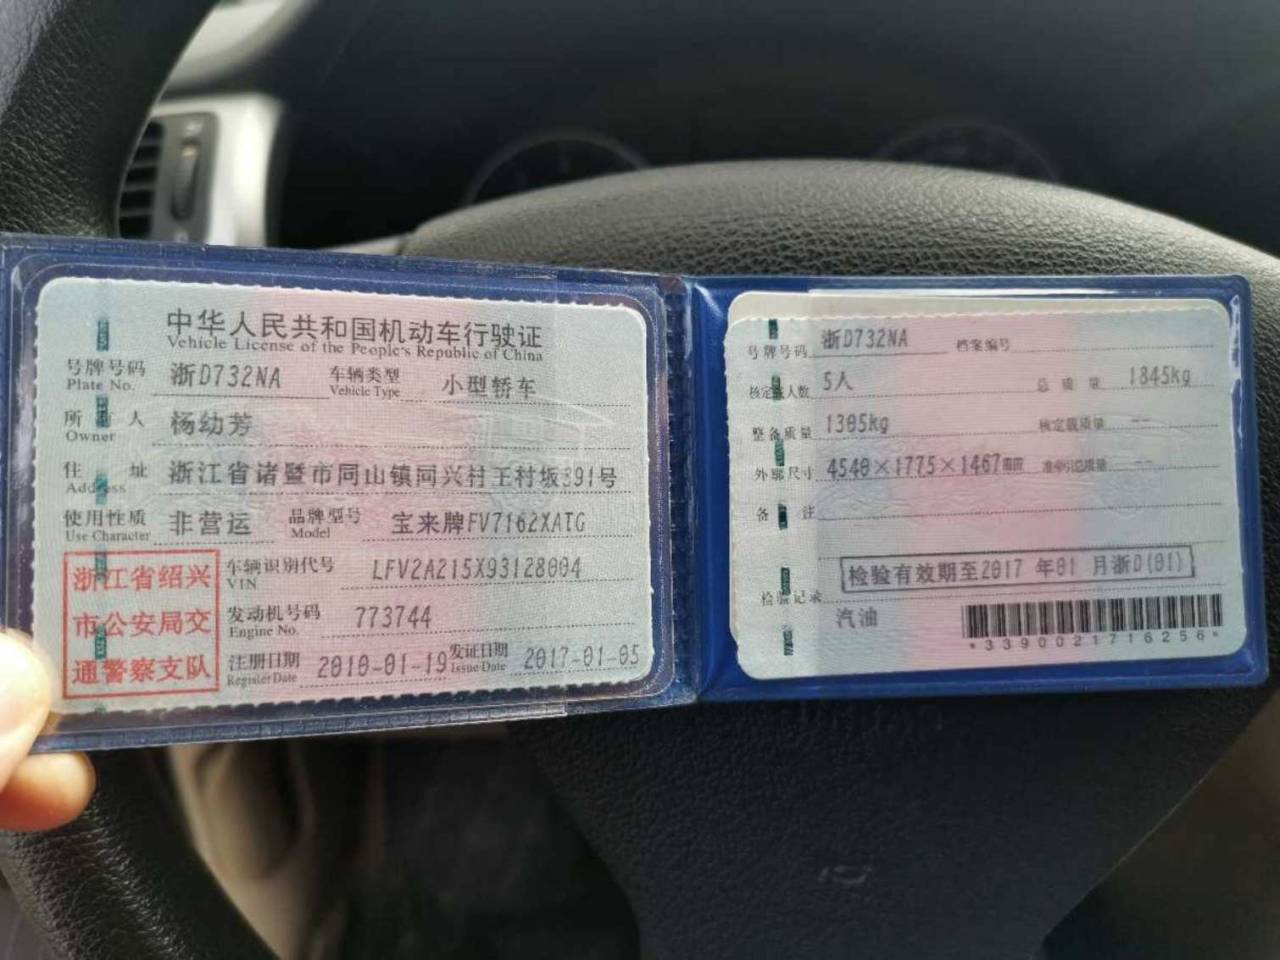 中华人民共和国机动车行驶证
Vehicle License of the People's Republic of China
号牌号码 浙D732NA 车辆类型 小型轿车
Plate No. Vehicle Type
所有人 杨幼芳
Owner
住址 浙江省诸暨市同山镇同兴村王村坂391号
Address
使用性质 非营运 品牌型号 宝来牌FV7162XATG
Use Character Model
车辆识别代号 LFV2A215X93128004
VIN
发动机号码 773744
Engine No.
注册日期 2010-01-19 发证日期 2017-01-05
Register Date Issue Date
浙江省绍兴
市公安局交
通警察支队
号牌号码 浙D732NA 档案编号
核定载人数 5人 总质量 1845kg
整备质量 1385kg 核定载质量 --
外廓尺寸 4540×1775×1467 准牵引总质量 --
备注
检验有效期至2017 年01 月浙D(01)
检验记录
汽油
*3390021716256*